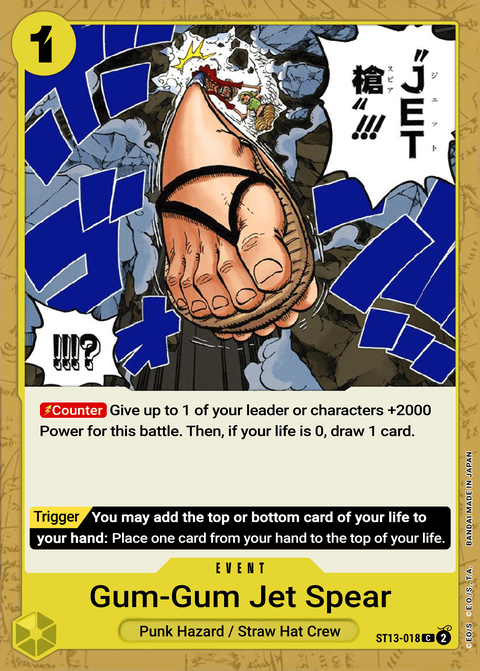 1
"JET
ジェット
槍"!!!
スピア
!!!?
Counter Give up to 1 of your leader or characters +2000
Power for this battle. Then, if your life is 0, draw 1 card.
Trigger You may add the top or bottom card of your life to
your hand: Place one card from your hand to the top of your life.
EVENT
Gum-Gum Jet Spear
Punk Hazard / Straw Hat Crew
ST13-018 C 2
©E.O./S. ©E.O./S.,T.A. BANDAI MADE IN JAPAN